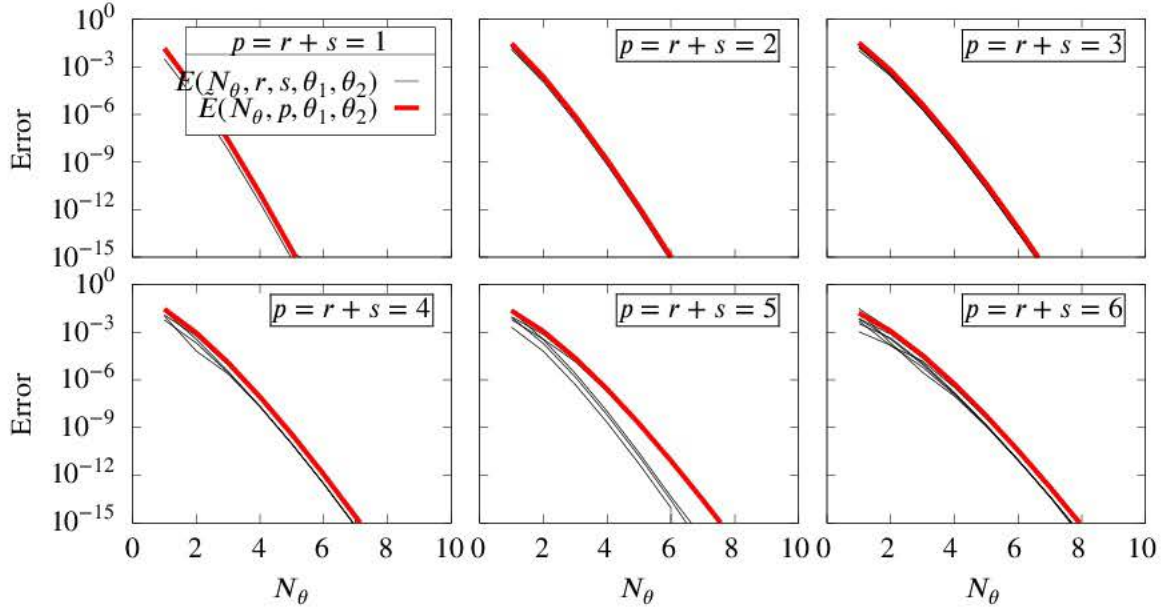 10^0
10^{-3}
10^{-6}
10^{-9}
10^{-12}
10^{-15}
Error
p = r + s = 1
E(N_θ, r, s, θ_1, θ_2)
Ẽ(N_θ, p, θ_1, θ_2)
p = r + s = 2
p = r + s = 3
10^0
10^{-3}
10^{-6}
10^{-9}
10^{-12}
10^{-15}
Error
p = r + s = 4
p = r + s = 5
p = r + s = 6
0 2 4 6 8 10 0 2 4 6 8 10 0 2 4 6 8 10
N_θ N_θ N_θ